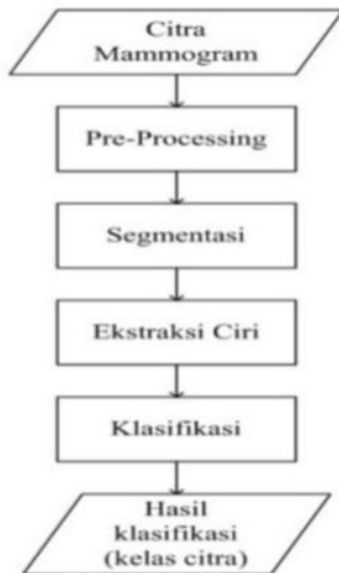 Citra
Mammogram
Pre-Processing
Segmentasi
Ekstraksi Ciri
Klasifikasi
Hasil
klasifikasi
(kelas citra)